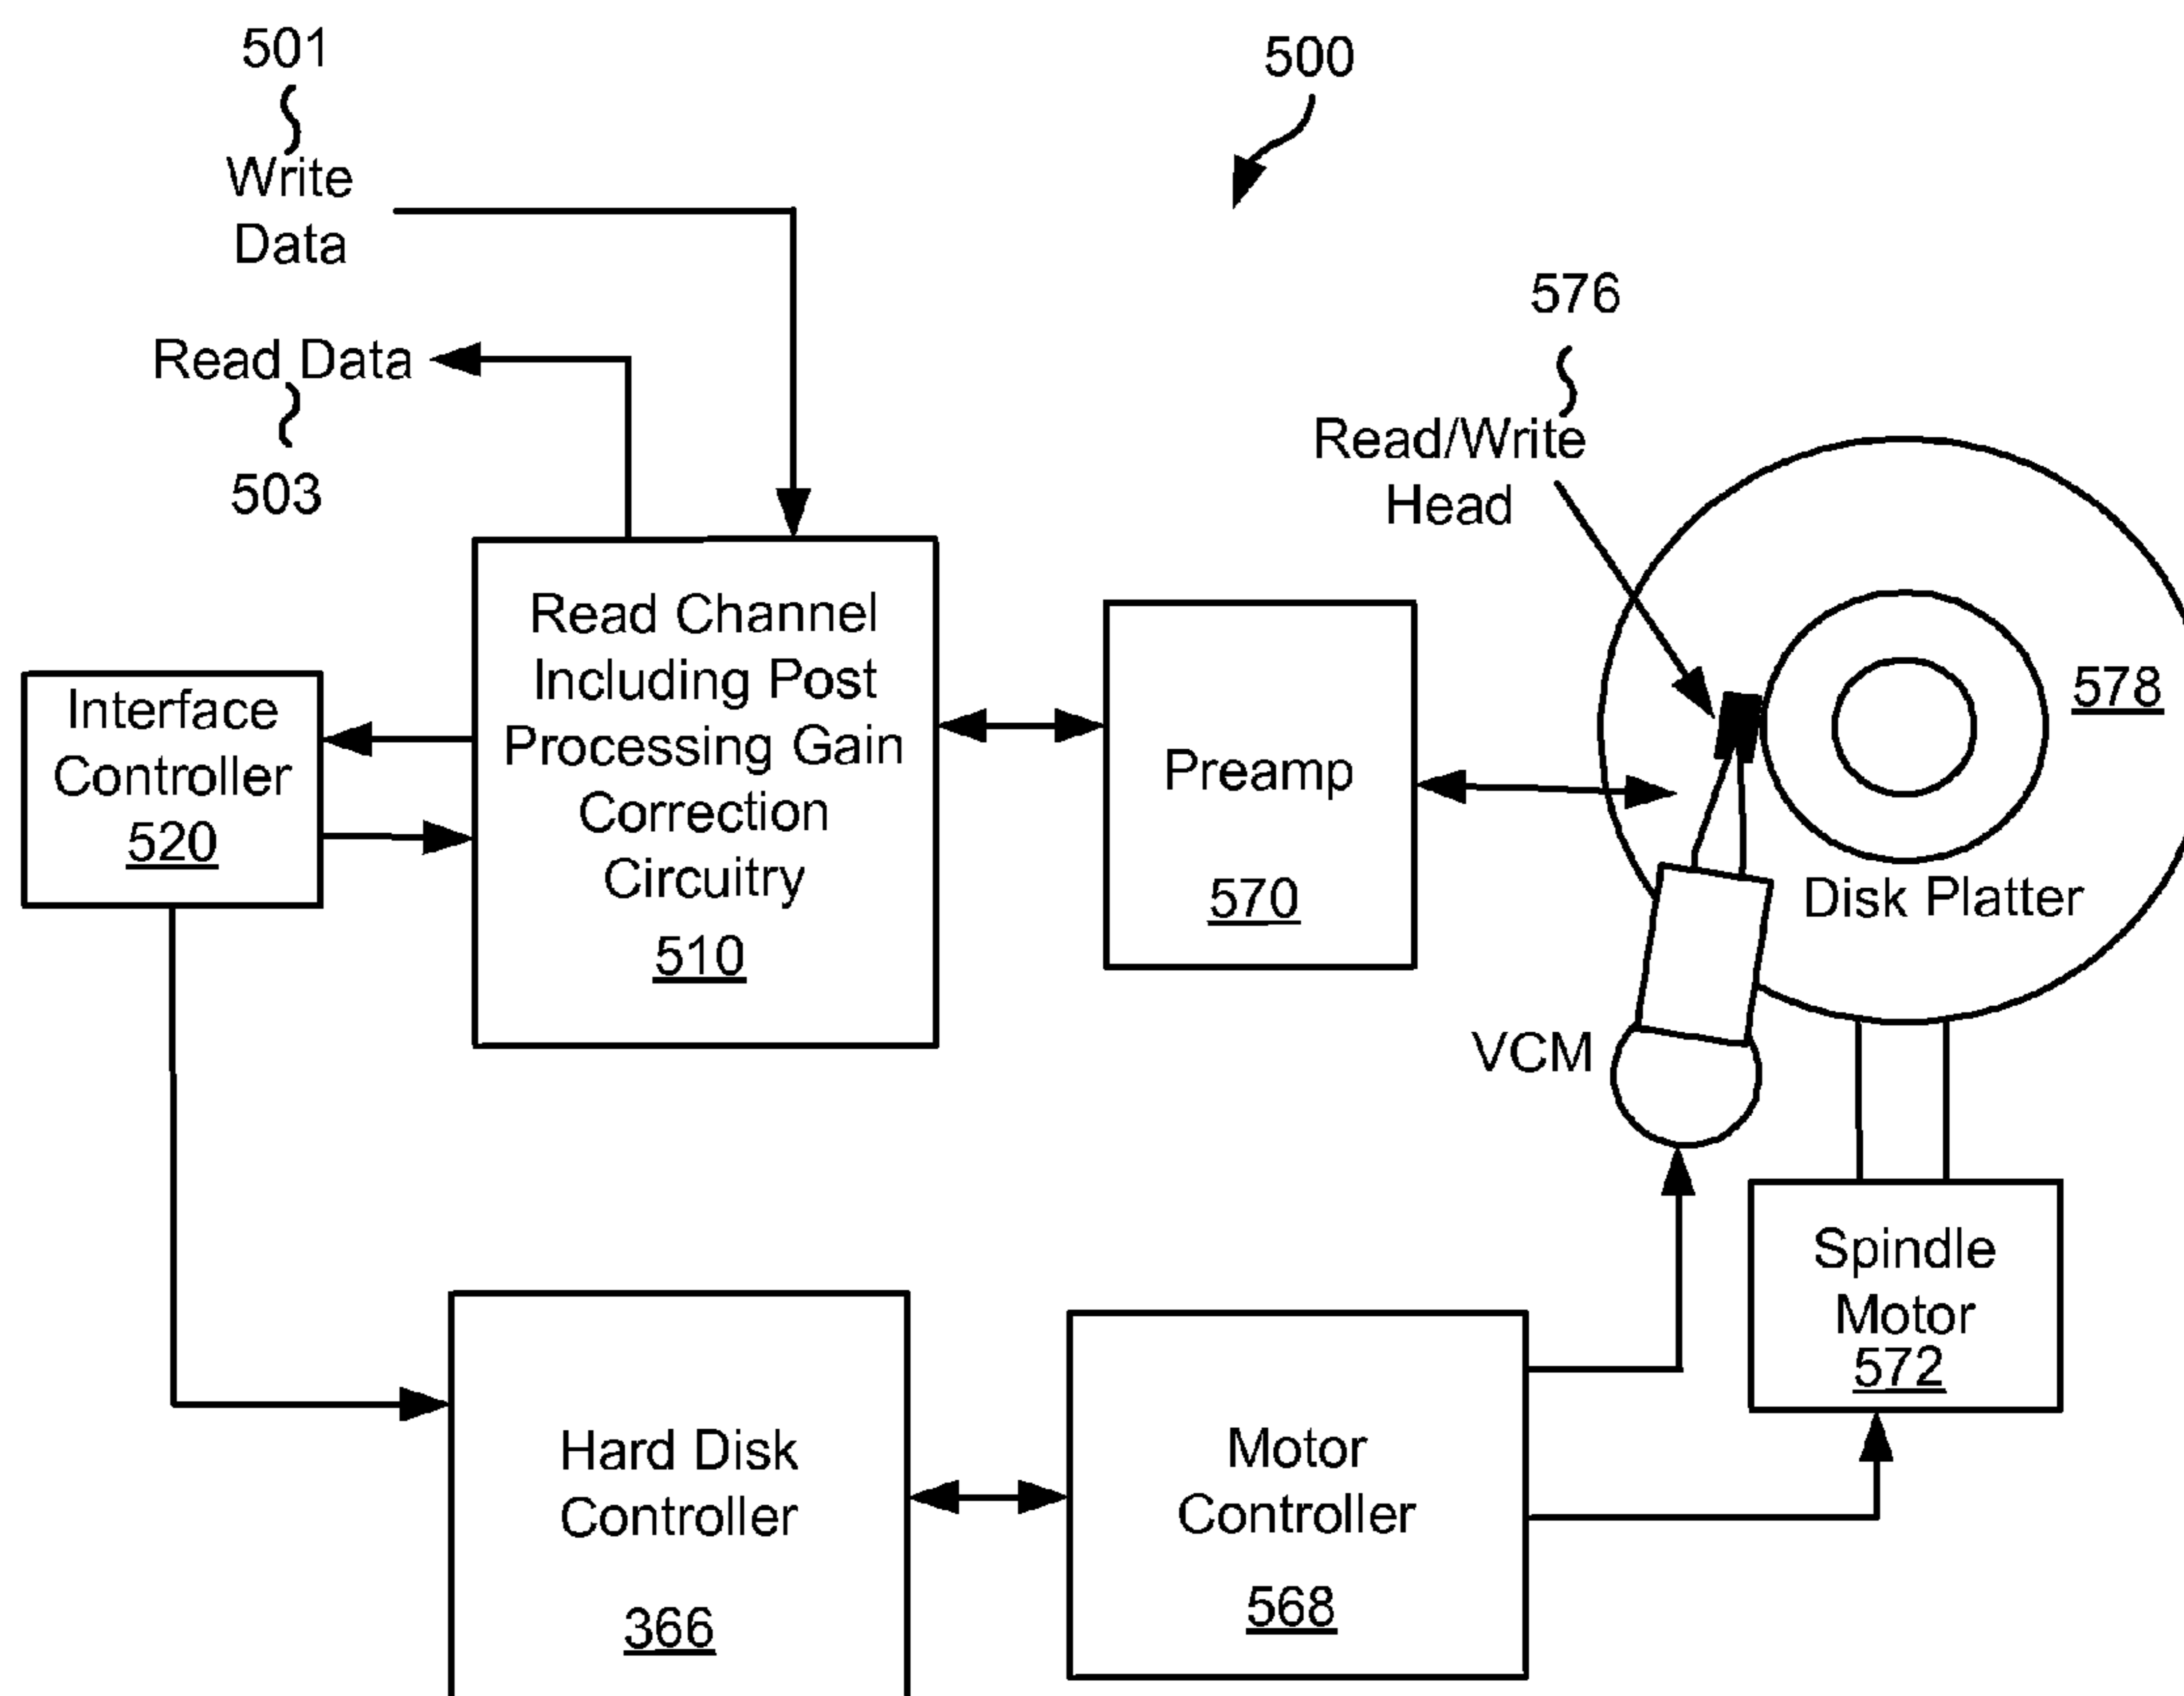 501
Write
Data
500
Read Data
503
576
Read/Write
Head
Read Channel
Including Post
Processing Gain
Correction
Circuitry
510
Interface
Controller
520
Preamp
570
578
Disk Platter
VCM
Spindle
Motor
572
Hard Disk
Controller
366
Motor
Controller
568